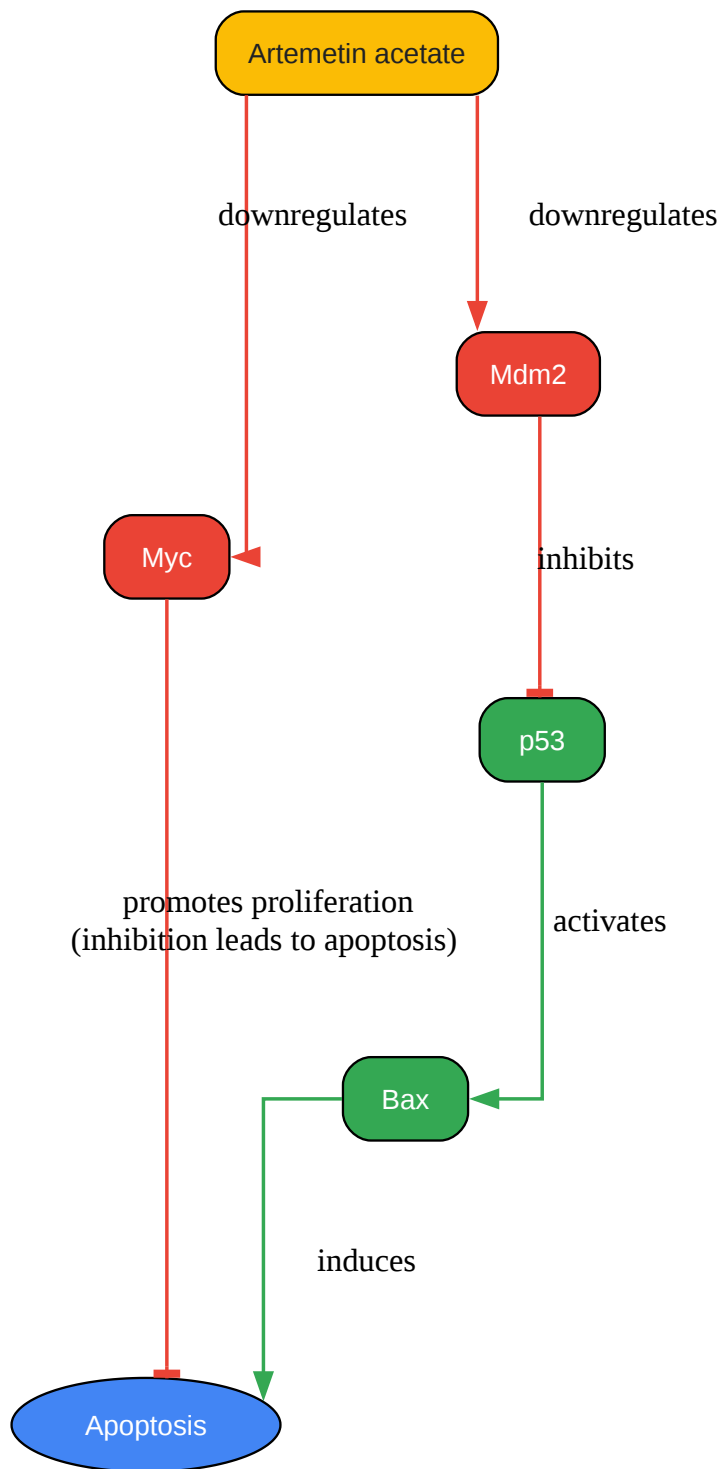 Artemetin acetate
downregulates
downregulates
Mdm2
Myc
inhibits
p53
promotes proliferation
(inhibition leads to apoptosis)
activates
Bax
induces
Apoptosis